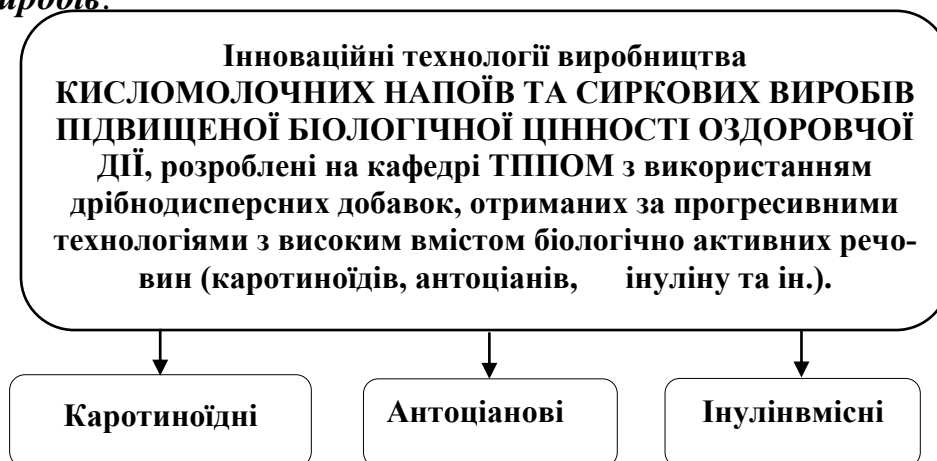 Інноваційні технології виробництва
КИСЛОМОЛОЧНИХ НАПОЇВ ТА СИРКОВИХ ВИРОБІВ
ПІДВИЩЕНОЇ БІОЛОГІЧНОЇ ЦІННОСТІ ОЗДОРОВЧОЇ
ДІЇ, розроблені на кафедрі ТППОМ з використанням
дрібнодисперсних добавок, отриманих за прогресивними
технологіями з високим вмістом біологічно активних речо-
вин (каротиноїдів, антоціанів, інуліну та ін.).
Каротиноїдні
Антоціанові
Інулінвмісні